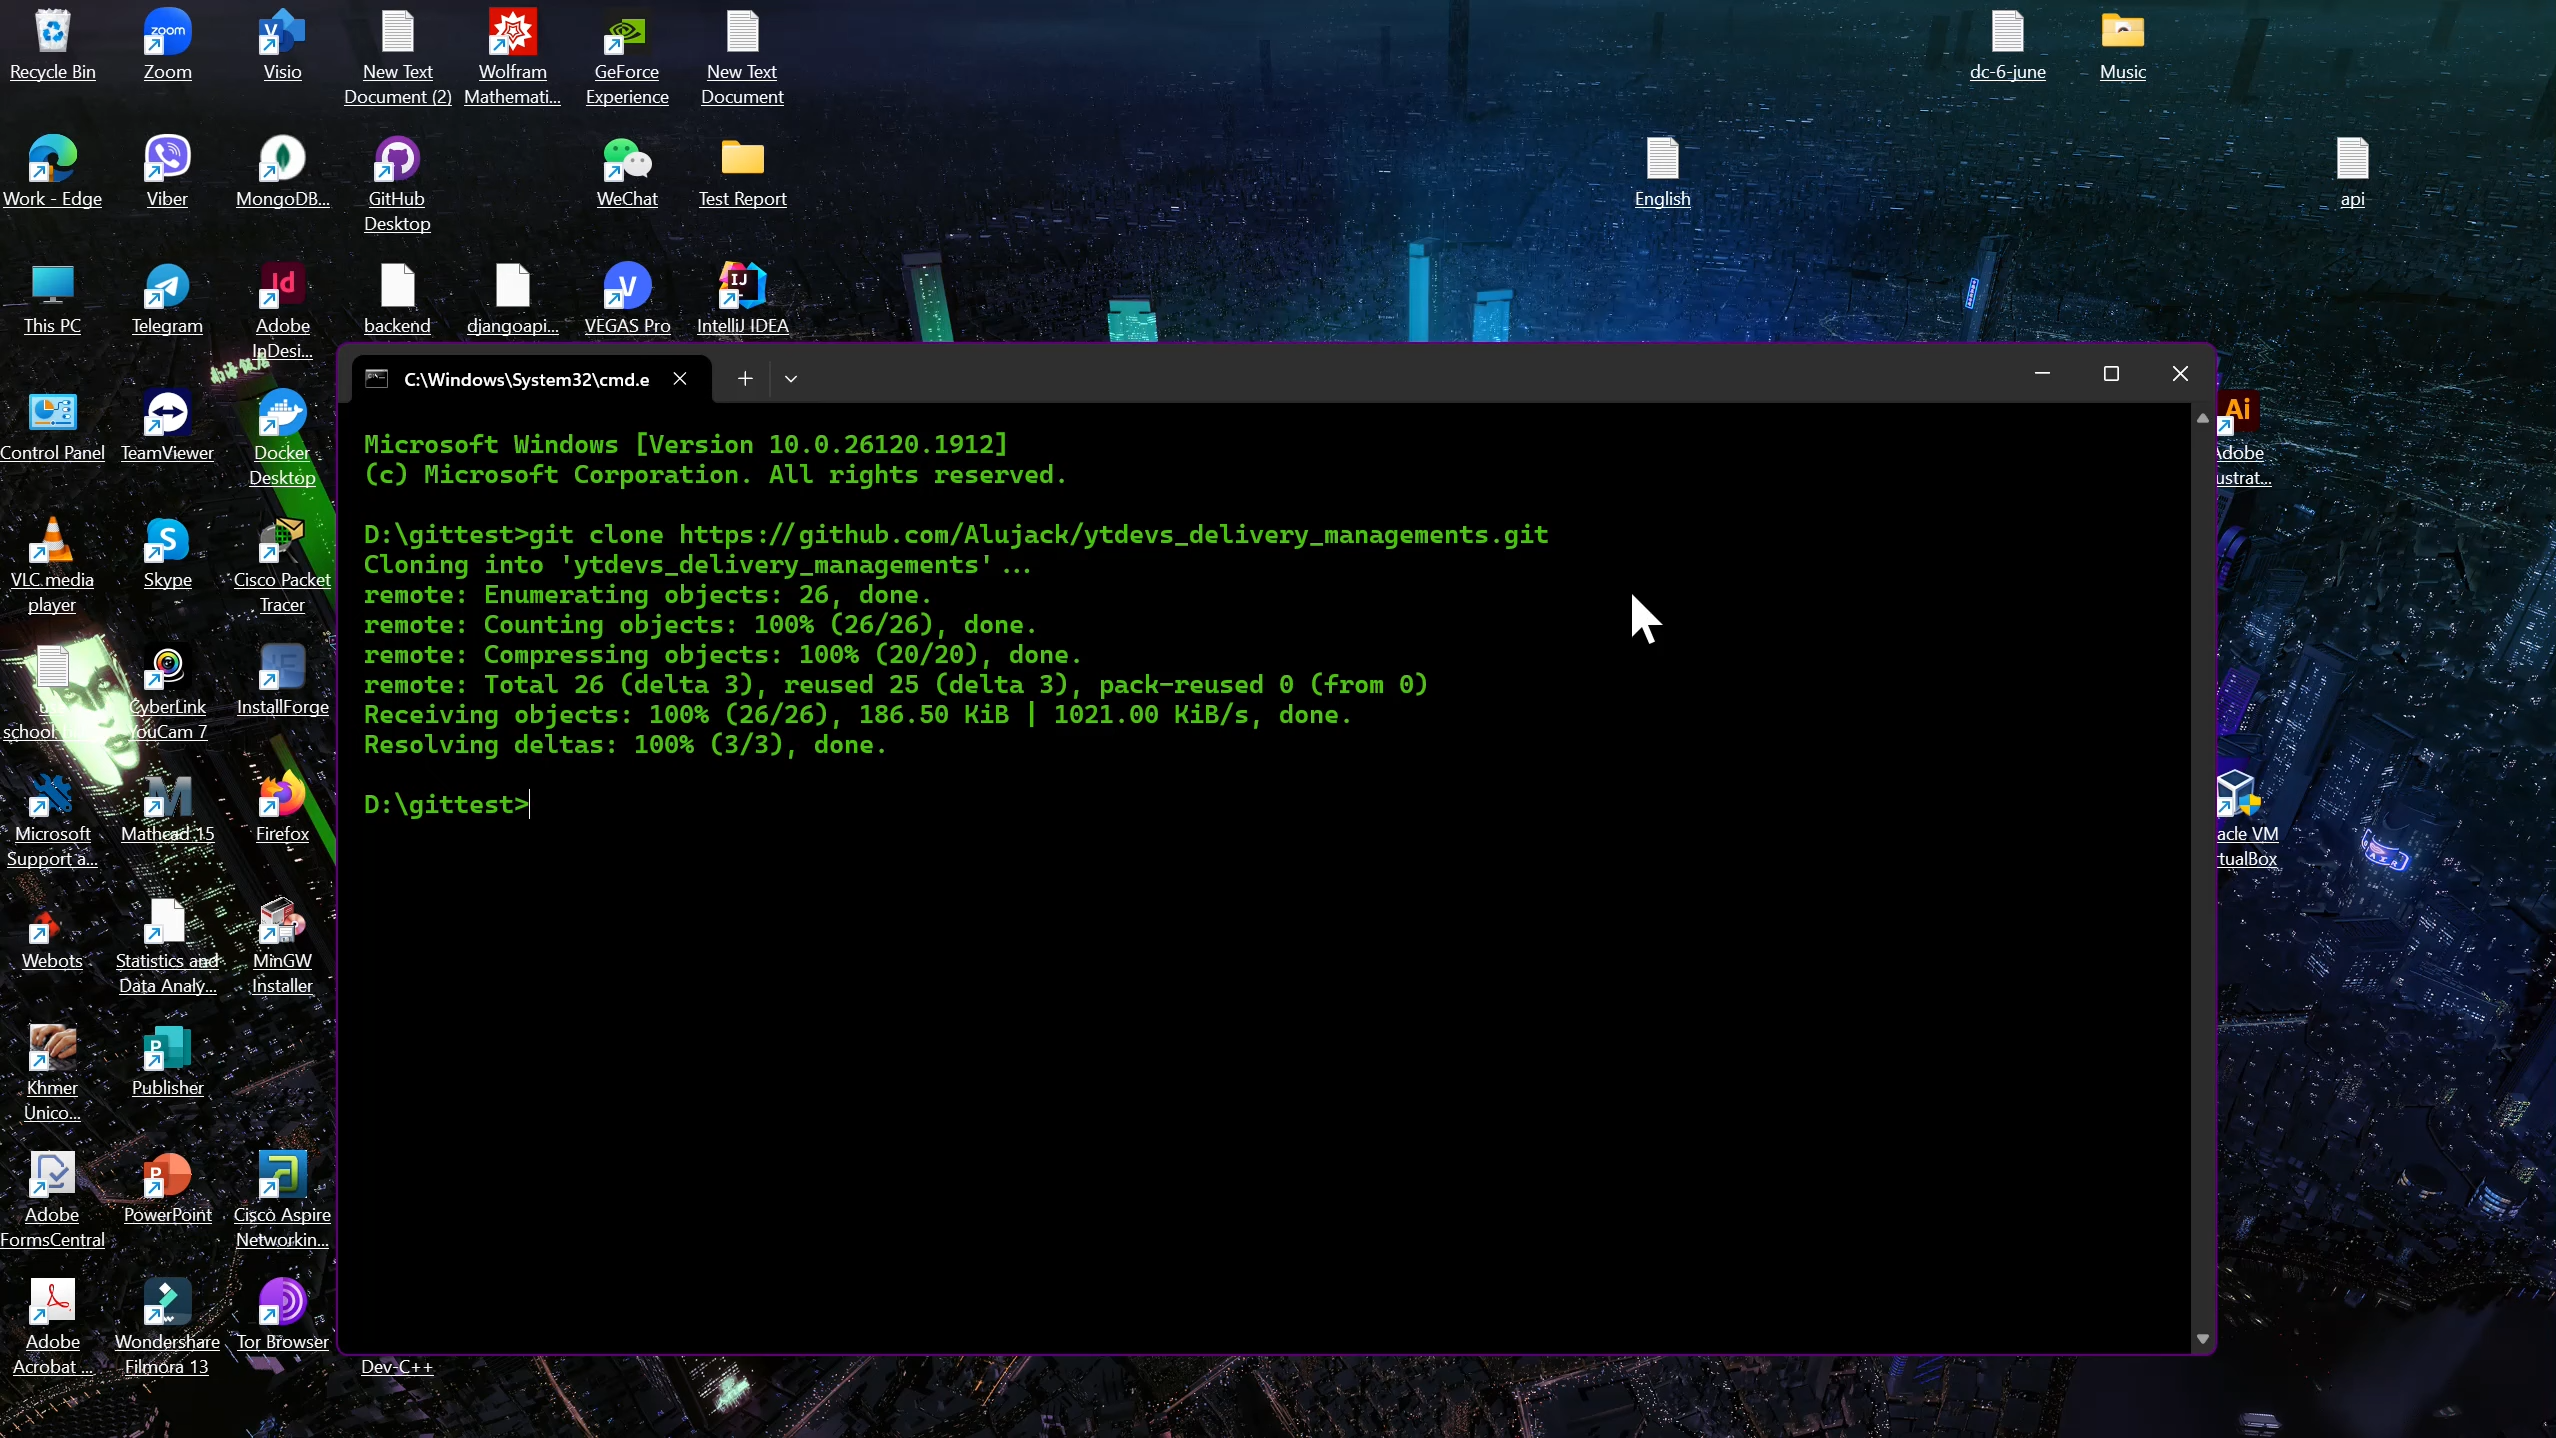 Recycle Bin
Zoom
Visio
New Text
Document (2)
Wolfram
Mathemati...
GeForce
Experience
New Text
Document
dc-6-june
Music
Work - Edge
Viber
MongoDB...
GitHub
Desktop
WeChat
Test Report
English
api
This PC
Telegram
Adobe
InDesi...
backend
djangoapi...
VEGAS Pro
IntelliJ IDEA
Control Panel
TeamViewer
Docker
Desktop
Adobe
ustrat...
VLC media
player
Skype
Cisco Packet
Tracer
school
CyberLink
YouCam 7
InstallForge
Microsoft
Support a...
Mathcad 15
Firefox
acle VM
rtualBox
Webots
Statistics and
Data Analy...
MinGW
Installer
Khmer
Unico...
Publisher
Adobe
FormsCentral
PowerPoint
Cisco Aspire
Networkin...
Adobe
Acrobat ...
Wondershare
Filmora 13
Tor Browser
Dev-C++
C:\Windows\System32\cmd.e
Microsoft Windows [Version 10.0.26120.1912]
(c) Microsoft Corporation. All rights reserved.
D:\gittest>git clone https://github.com/Alujack/ytdevs_delivery_managements.git
Cloning into 'ytdevs_delivery_managements'...
remote: Enumerating objects: 26, done.
remote: Counting objects: 100% (26/26), done.
remote: Compressing objects: 100% (20/20), done.
remote: Total 26 (delta 3), reused 25 (delta 3), pack-reused 0 (from 0)
Receiving objects: 100% (26/26), 186.50 KiB | 1021.00 KiB/s, done.
Resolving deltas: 100% (3/3), done.
D:\gittest>